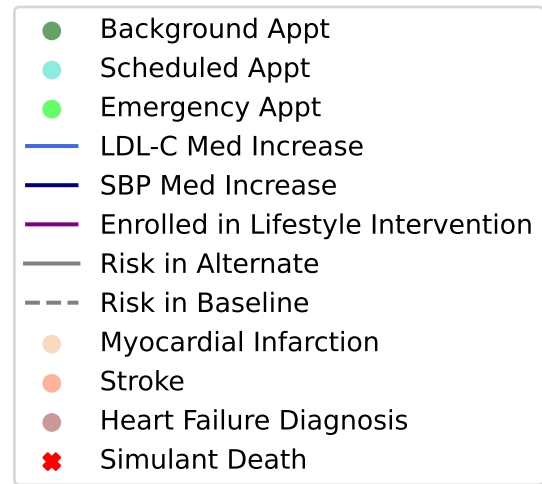 Background Appt
Scheduled Appt
Emergency Appt
LDL-C Med Increase
SBP Med Increase
Enrolled in Lifestyle Intervention
Risk in Alternate
Risk in Baseline
Myocardial Infarction
Stroke
Heart Failure Diagnosis
Simulant Death